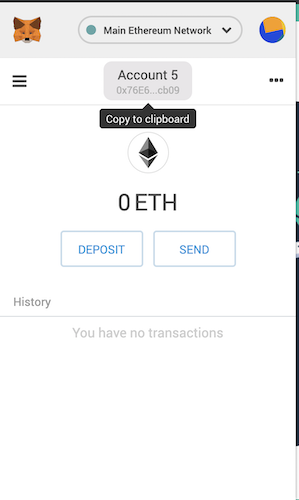 Main Ethereum Network
Account 5
0x76E6...cb09
Copy to clipboard
0 ETH
DEPOSIT
SEND
History
You have no transactions